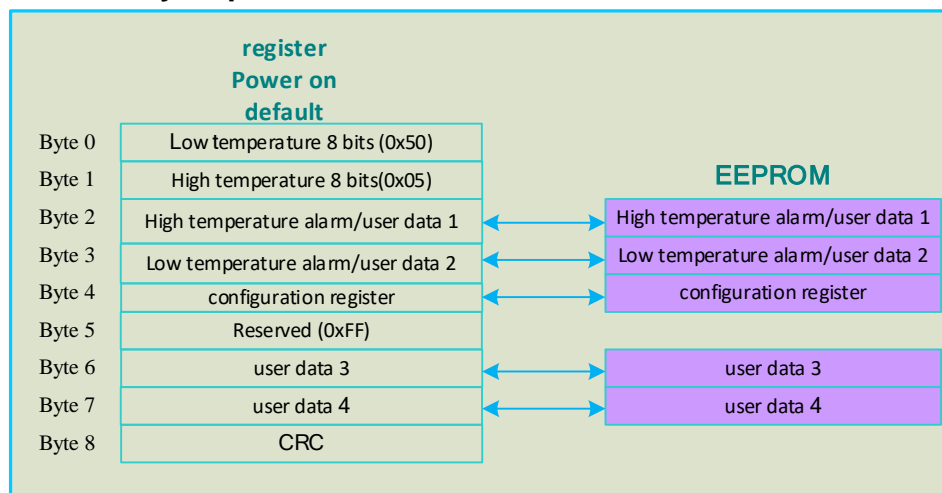 register
Power on
default
Byte 0 Low temperature 8 bits (0x50)
Byte 1 High temperature 8 bits(0x05)
EEPROM
Byte 2 High temperature alarm/user data 1 High temperature alarm/user data 1
Byte 3 Low temperature alarm/user data 2 Low temperature alarm/user data 2
Byte 4 configuration register configuration register
Byte 5 Reserved (0xFF)
Byte 6 user data 3 user data 3
Byte 7 user data 4 user data 4
Byte 8 CRC